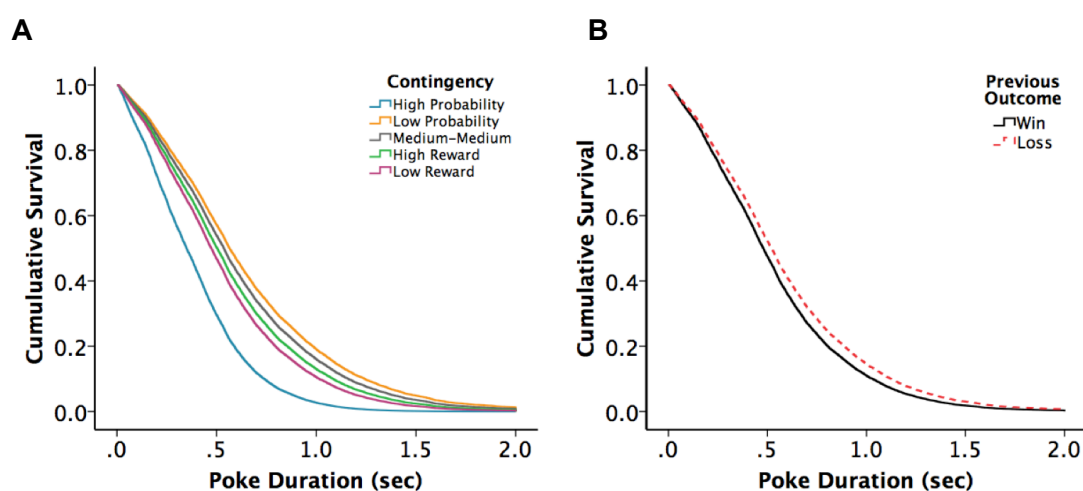 A
Contingency
High Probability
Low Probability
Medium-Medium
High Reward
Low Reward
Cumuluative Survival
1.0
0.8
0.6
0.4
0.2
0.0
.0 .5 1.0 1.5 2.0
Poke Duration (sec)
B
Previous
Outcome
Win
Loss
Cumulative Survival
1.0
0.8
0.6
0.4
0.2
0.0
.0 .5 1.0 1.5 2.0
Poke Duration (sec)